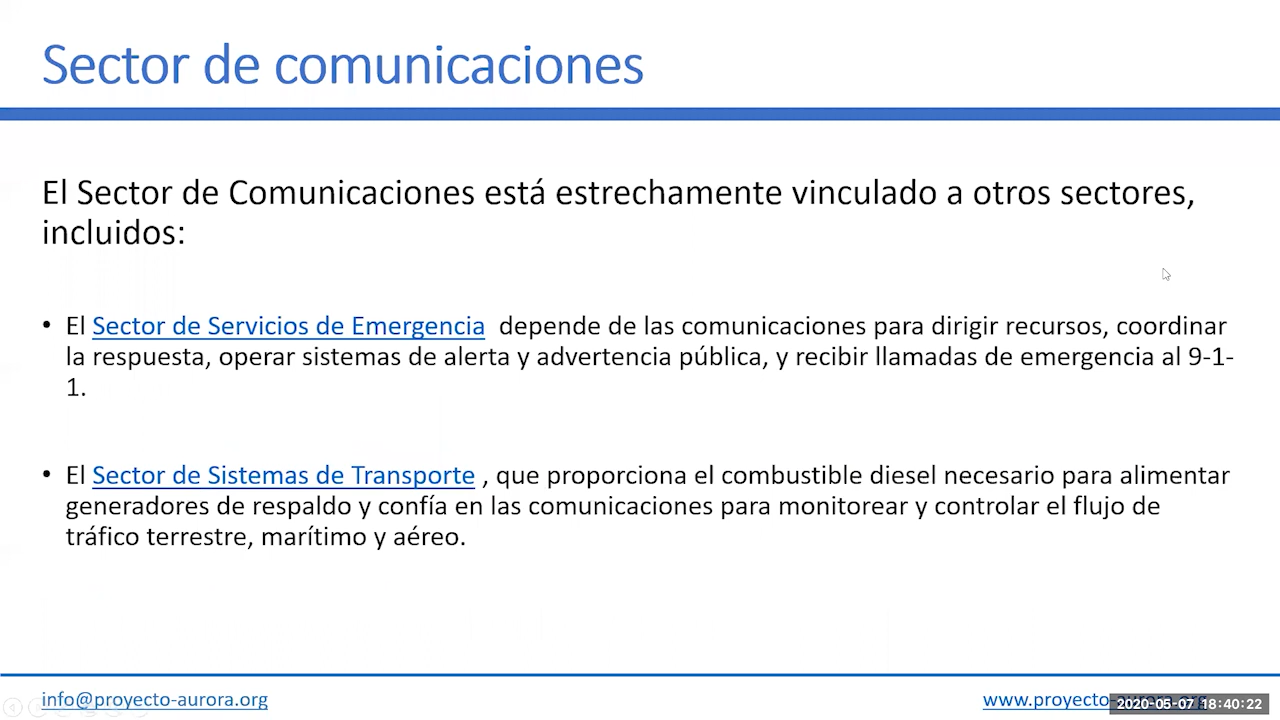 Sector de comunicaciones
El Sector de Comunicaciones está estrechamente vinculado a otros sectores,
incluidos:
• El Sector de Servicios de Emergencia depende de las comunicaciones para dirigir recursos, coordinar
la respuesta, operar sistemas de alerta y advertencia pública, y recibir llamadas de emergencia al 9-1-
1.
• El Sector de Sistemas de Transporte , que proporciona el combustible diesel necesario para alimentar
generadores de respaldo y confía en las comunicaciones para monitorear y controlar el flujo de
tráfico terrestre, marítimo y aéreo.
info@proyecto-aurora.org
www.proyecto-aurora.org
2020-05-07 18:40:22